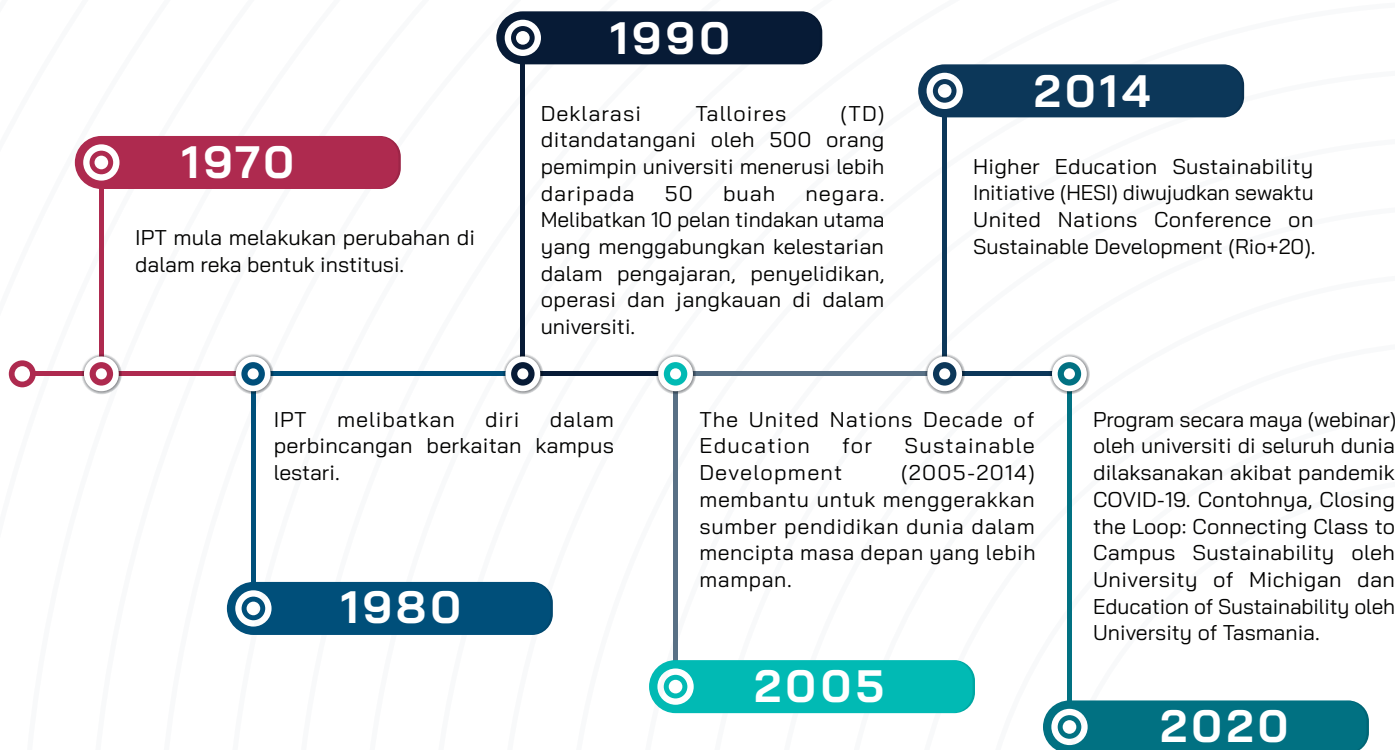 1970
IPT mula melakukan perubahan di
dalam reka bentuk institusi.
1980
IPT melibatkan diri dalam
perbincangan berkaitan kampus
lestari.
1990
Deklarasi Talloires (TD)
ditandatangani oleh 500 orang
pemimpin universiti menerusi lebih
daripada 50 buah negara.
Melibatkan 10 pelan tindakan utama
yang menggabungkan kelestarian
dalam pengajaran, penyelidikan,
operasi dan jangkauan di dalam
universiti.
2005
The United Nations Decade of
Education for Sustainable
Development (2005-2014)
membantu untuk menggerakkan
sumber pendidikan dunia dalam
mencipta masa depan yang lebih
mampan.
2014
Higher Education Sustainability
Initiative (HESI) diwujudkan sewaktu
United Nations Conference on
Sustainable Development (Rio+20).
2020
Program secara maya (webinar)
oleh universiti di seluruh dunia
dilaksanakan akibat pandemik
COVID-19. Contohnya, Closing
the Loop: Connecting Class to
Campus Sustainability oleh
University of Michigan dan
Education of Sustainability oleh
University of Tasmania.